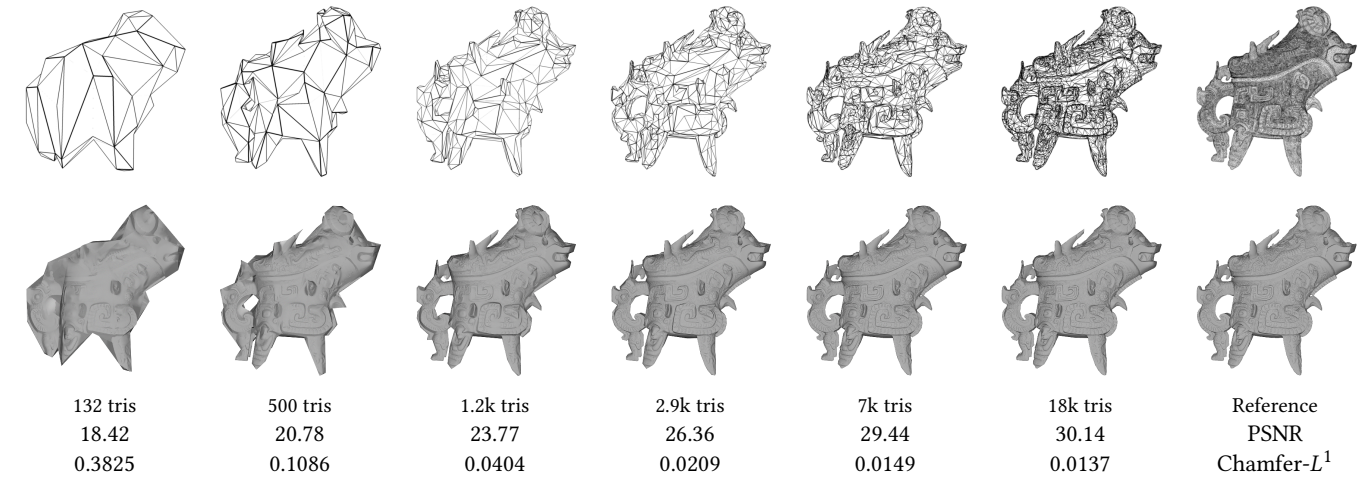 132 tris 500 tris 1.2k tris 2.9k tris 7k tris 18k tris Reference
18.42 20.78 23.77 26.36 29.44 30.14 PSNR
0.3825 0.1086 0.0404 0.0209 0.0149 0.0137 Chamfer-L¹